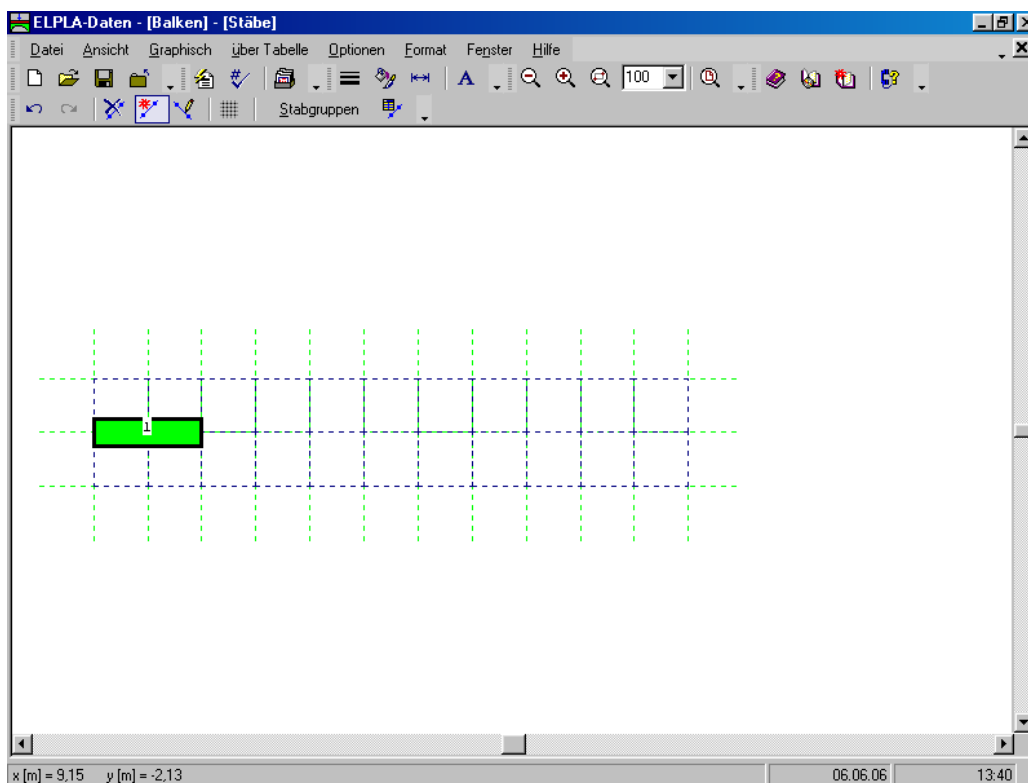 ELPLA-Daten - [Balken] - [Stäbe]
Datei Ansicht Graphisch über Tabelle Optionen Format Fenster Hilfe
A 100
Stabgruppen
1
x [m] = 9,15 y [m] = -2,13 06.06.06 13:40